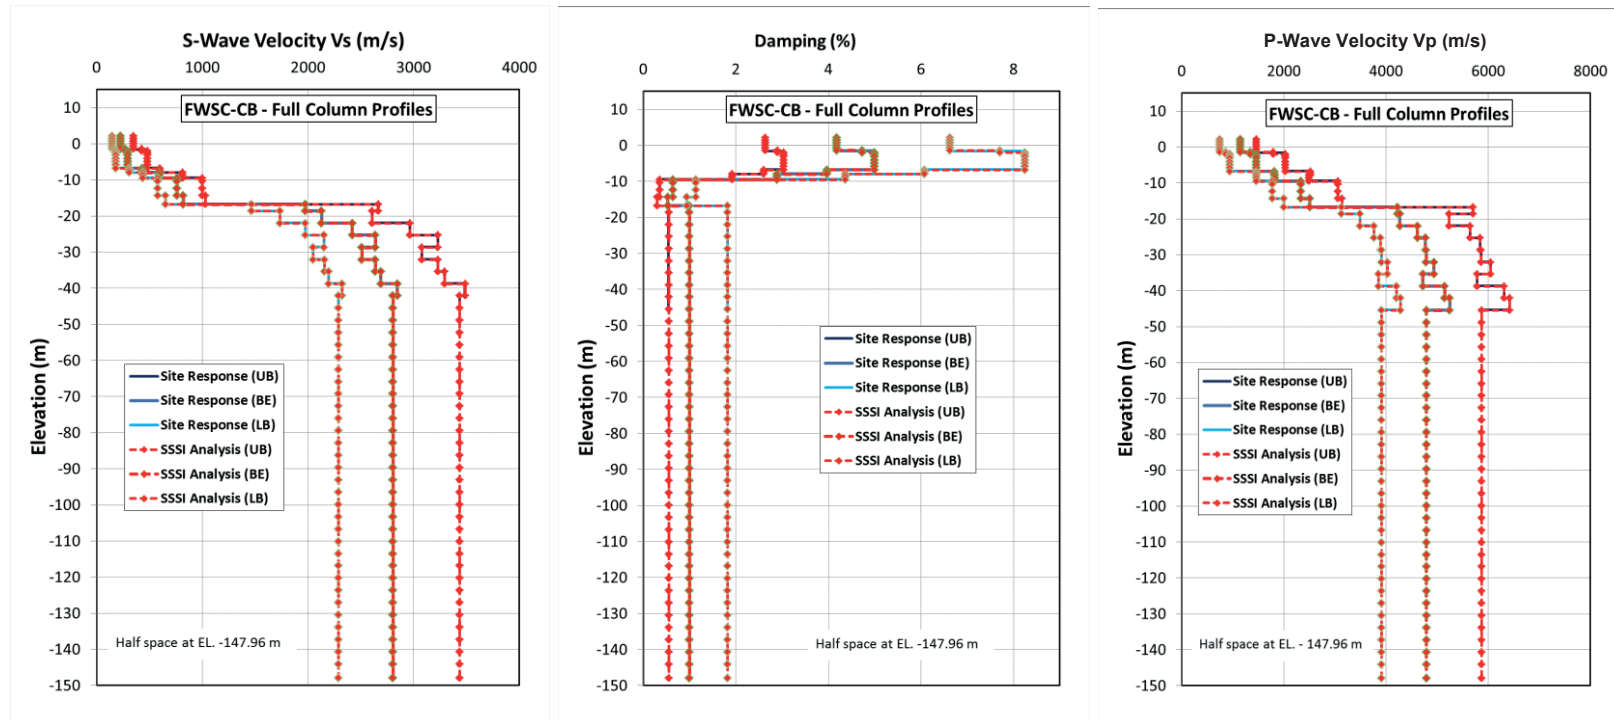 S-Wave Velocity Vs (m/s)
0 1000 2000 3000 4000
FWSC-CB - Full Column Profiles
10
0
-10
-20
-30
-40
-50
-60
-70
-80
-90
-100
-110
-120
-130
-140
-150
Elevation (m)
Site Response (UB)
Site Response (BE)
Site Response (LB)
SSSI Analysis (UB)
SSSI Analysis (BE)
SSSI Analysis (LB)
Half space at EL. -147.96 m
Damping (%)
0 2 4 6 8
FWSC-CB - Full Column Profiles
10
0
-10
-20
-30
-40
-50
-60
-70
-80
-90
-100
-110
-120
-130
-140
-150
Elevation (m)
Site Response (UB)
Site Response (BE)
Site Response (LB)
SSSI Analysis (UB)
SSSI Analysis (BE)
SSSI Analysis (LB)
Half space at EL. -147.96 m
P-Wave Velocity Vp (m/s)
0 2000 4000 6000 8000
FWSC-CB - Full Column Profiles
10
0
-10
-20
-30
-40
-50
-60
-70
-80
-90
-100
-110
-120
-130
-140
-150
Elevation (m)
Site Response (UB)
Site Response (BE)
Site Response (LB)
SSSI Analysis (UB)
SSSI Analysis (BE)
SSSI Analysis (LB)
Half space at EL. - 147.96 m